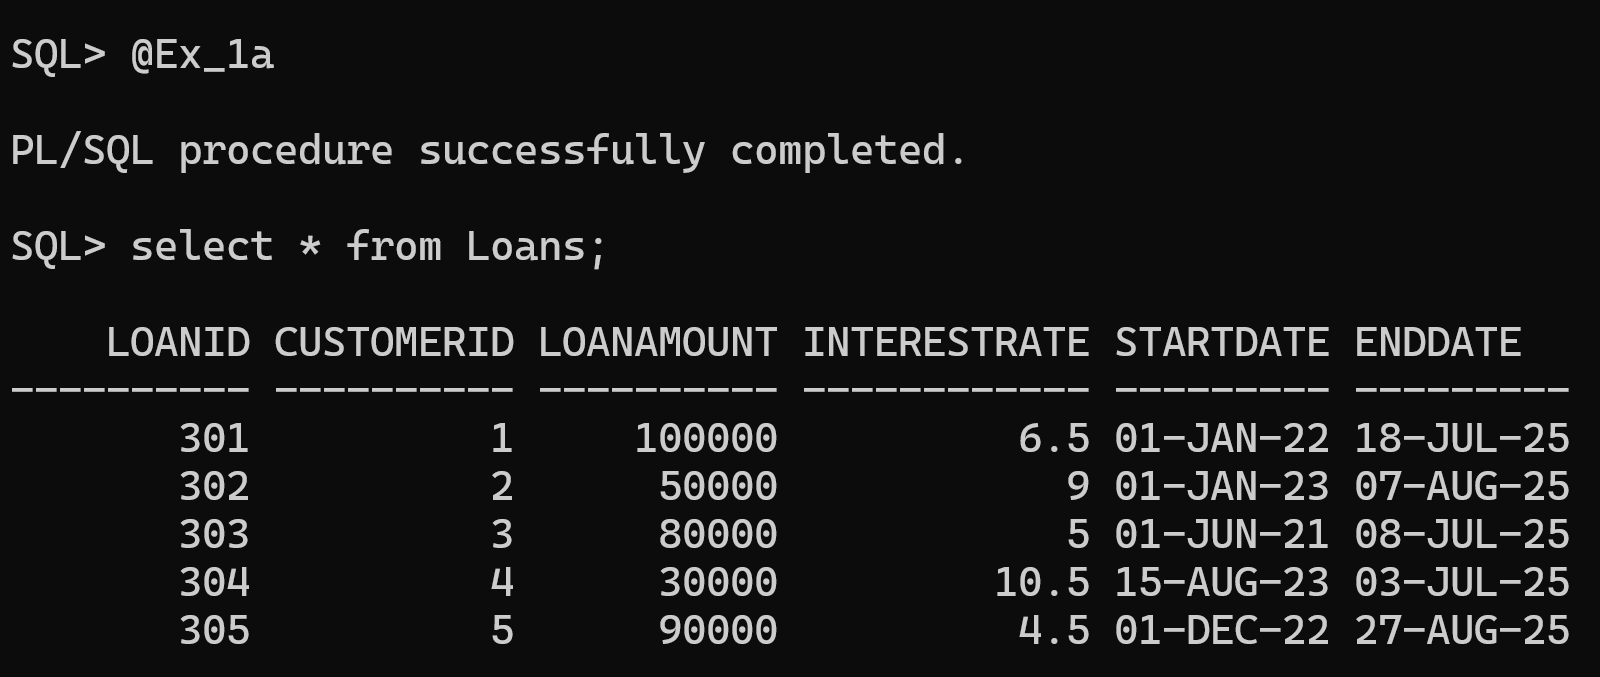 SQL> @Ex_1a
PL/SQL procedure successfully completed.
SQL> select * from Loans;
    LOANID CUSTOMERID LOANAMOUNT INTERESTRATE STARTDATE ENDDATE
---------- ---------- ---------- ------------ --------- ---------
       301          1     100000          6.5 01-JAN-22 18-JUL-25
       302          2      50000            9 01-JAN-23 07-AUG-25
       303          3      80000            5 01-JUN-21 08-JUL-25
       304          4      30000         10.5 15-AUG-23 03-JUL-25
       305          5      90000          4.5 01-DEC-22 27-AUG-25